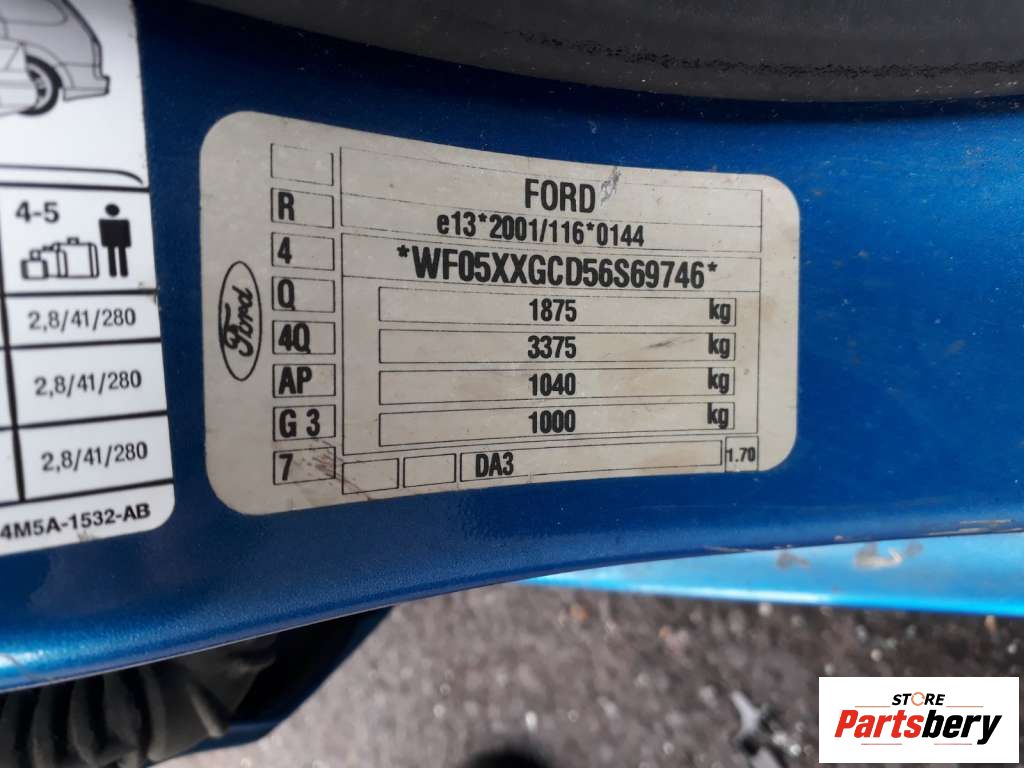 4-5
2,8/41/280
2,8/41/280
2,8/41/280
4M5A-1532-AB
Ford
R
4
Q
4Q
AP
G 3
7
FORD
e13*2001/116*0144
*WF05XXGCD56S69746*
1875 kg
3375 kg
1040 kg
1000 kg
DA3
1.70
STORE
Partsbery